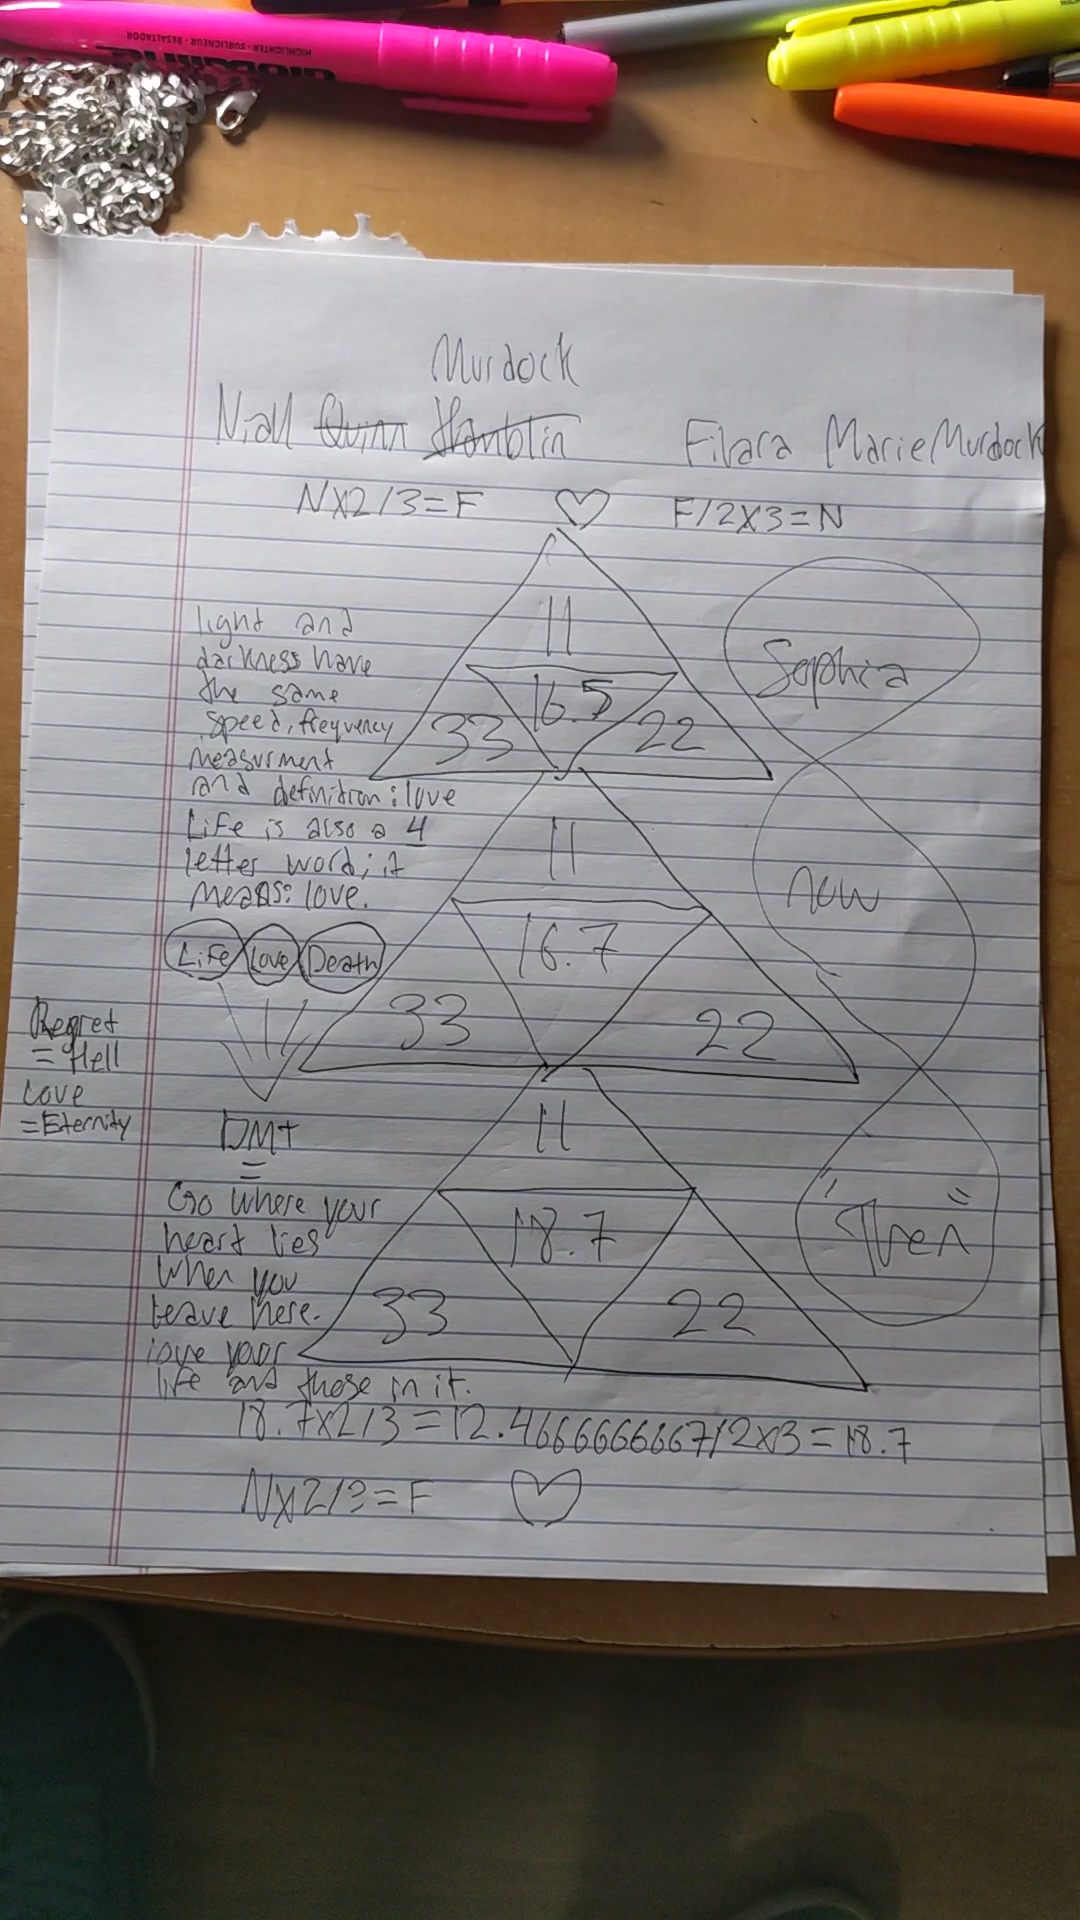 HIGHLIGHTER · SURLIGNEUR · RESALTADOR
Murdock
Niall Quinn Hamblin
Filara Marie Murdock
NX2/3=F
F/2X3=N
light and
darkness have
the same
speed, frequency
measurment
and definition: love
Life is also a 4
letter word; it
means: love.
Life Love Death
Regret
= Hell
Love
=Eternity
DMT
=
Go where your
heart lies
when you
leave here.
love your
life and those in it.
11
16.5
33
22
11
16.7
33
22
11
18.7
33
22
Sophia
now
"Then"
18.7x2/3=12.4666666667/2x3=18.7
NX2/3=F